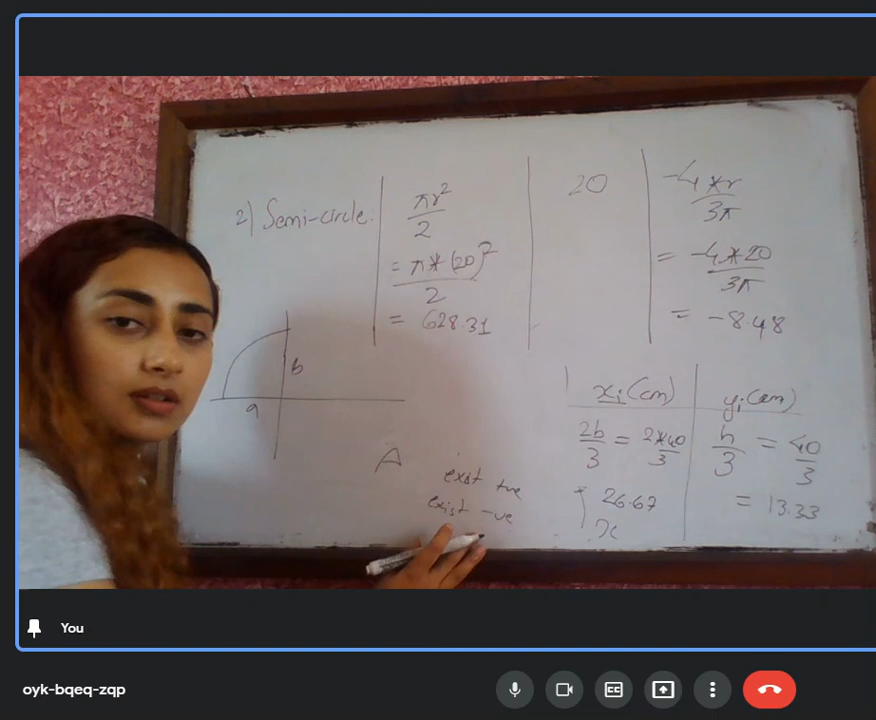 2) Semi-circle.
πr²
2
= π*(20)²
2
= 628.31
20
-4*r
3π
= -4*20
3π
= -8.48
b
a
A
exist +ve
exist -ve
xi(cm)
yi(cm)
2b/3 = 2*40/3
h/3 = 40/3
26.67
= 13.33
x
You
oyk-bqeq-zqp
CC